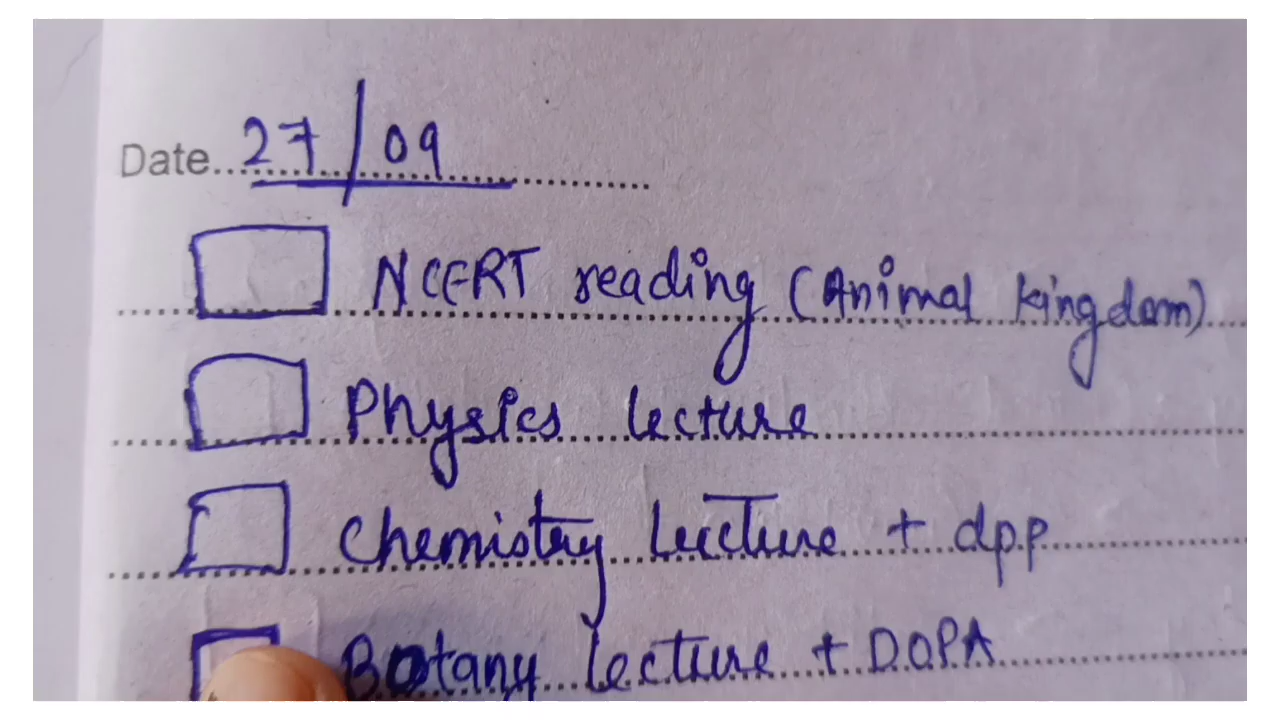 Date 27/09
NCERT reading (Animal kingdom)
Physics lecture
Chemistry lecture + dpp
Botany lecture + DOPA